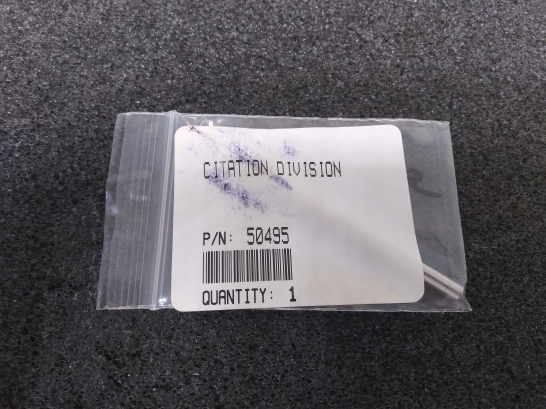 CITATION DIVISION
P/N: 50495
QUANTITY: 1